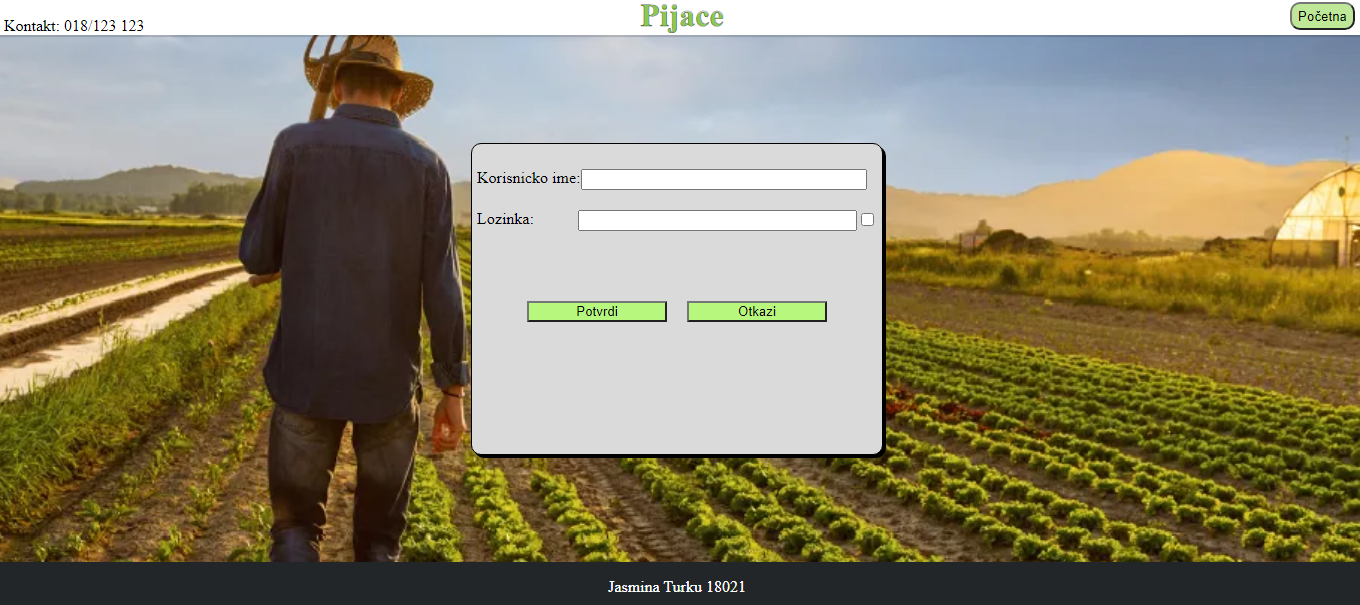 Kontakt: 018/123 123
Pijace
Početna
Korisnicko ime:
Lozinka:
Potvrdi
Otkazi
Jasmina Turku 18021